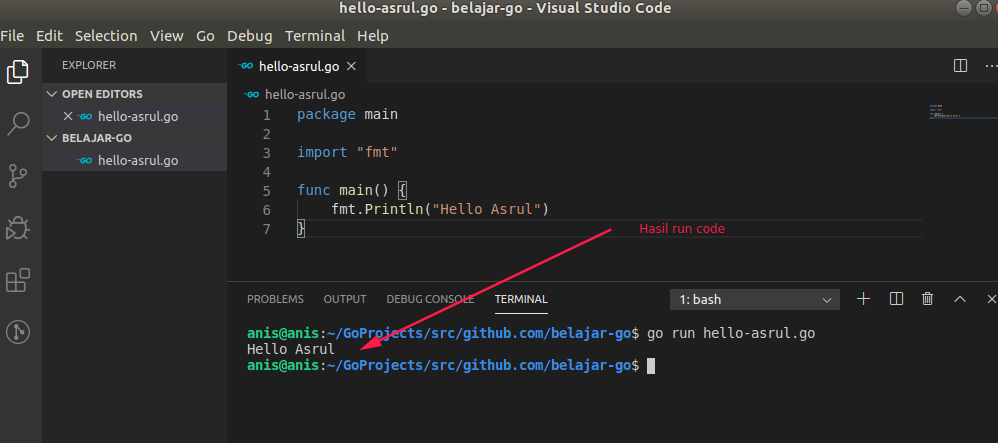 hello-asrul.go - belajar-go - Visual Studio Code
File Edit Selection View Go Debug Terminal Help
EXPLORER
OPEN EDITORS
GO hello-asrul.go
BELAJAR-GO
GO hello-asrul.go
GO hello-asrul.go
GO hello-asrul.go
1 package main
2
3 import "fmt"
4
5 func main() {
6 fmt.Println("Hello Asrul")
7 }
Hasil run code
PROBLEMS OUTPUT DEBUG CONSOLE TERMINAL 1: bash
anis@anis:~/GoProjects/src/github.com/belajar-go$ go run hello-asrul.go
Hello Asrul
anis@anis:~/GoProjects/src/github.com/belajar-go$